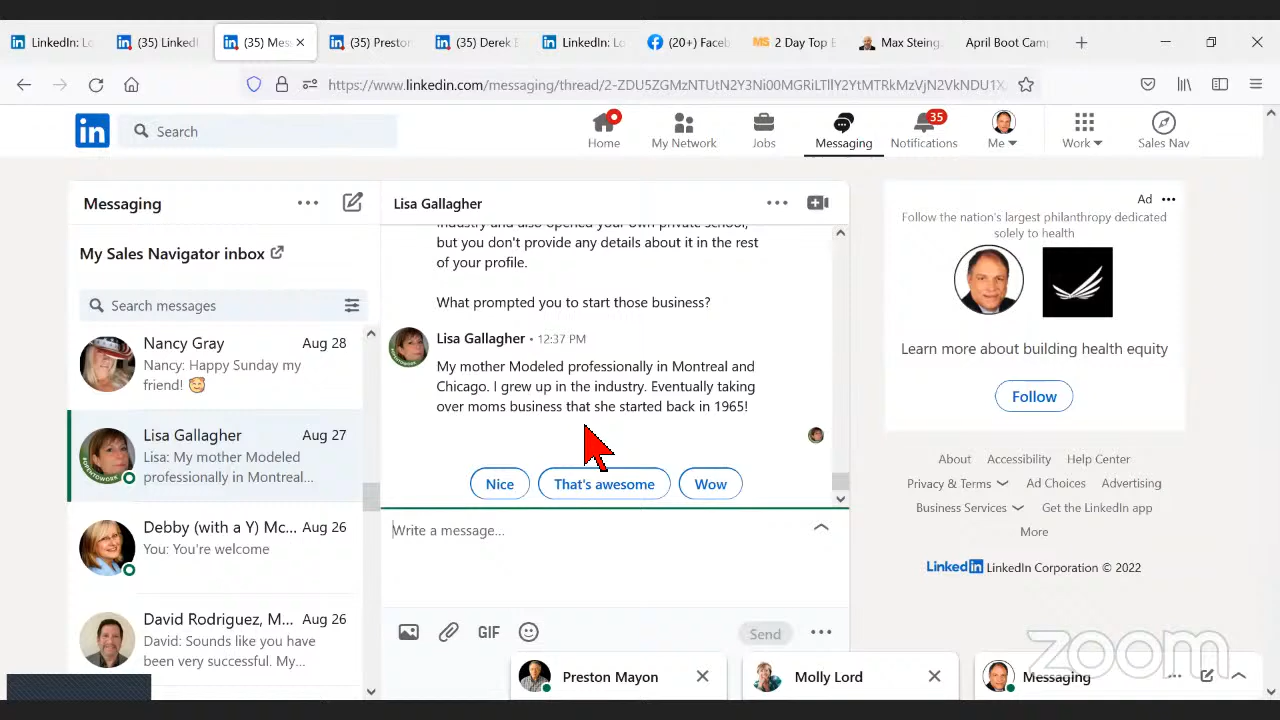 LinkedIn: Lo
(35) LinkedI
(35) Mes
(35) Presto
(35) Derek
LinkedIn: Lo
(20+) Faceb
MS 2 Day Top E
Max Steing
April Boot Cam
https://www.linkedin.com/messaging/thread/2-ZDU5ZGMzNTUtN2Y3Ni00MGRiLTllY2YtMTRkMzVjN2VkNDU1X
in
Search
Home
My Network
Jobs
Messaging
35
Notifications
Me
Work
Sales Nav
Messaging
My Sales Navigator inbox
Search messages
Nancy Gray Aug 28
Nancy: Happy Sunday my
friend! 🥰
Lisa Gallagher Aug 27
Lisa: My mother Modeled
professionally in Montreal...
#OPENTOWORK
Debby (with a Y) Mc... Aug 26
You: You're welcome
David Rodriguez, M... Aug 26
David: Sounds like you have
been very successful. My...
Lisa Gallagher
industry and also opened your own private school,
but you don't provide any details about it in the rest
of your profile.
What prompted you to start those business?
Lisa Gallagher • 12:37 PM
My mother Modeled professionally in Montreal and
Chicago. I grew up in the industry. Eventually taking
over moms business that she started back in 1965!
Nice
That's awesome
Wow
Write a message...
GIF
Send
Ad
Follow the nation's largest philanthropy dedicated
solely to health
Learn more about building health equity
Follow
About Accessibility Help Center
Privacy & Terms Ad Choices Advertising
Business Services Get the LinkedIn app
More
LinkedIn LinkedIn Corporation © 2022
Preston Mayon
Molly Lord
Messaging
zoom